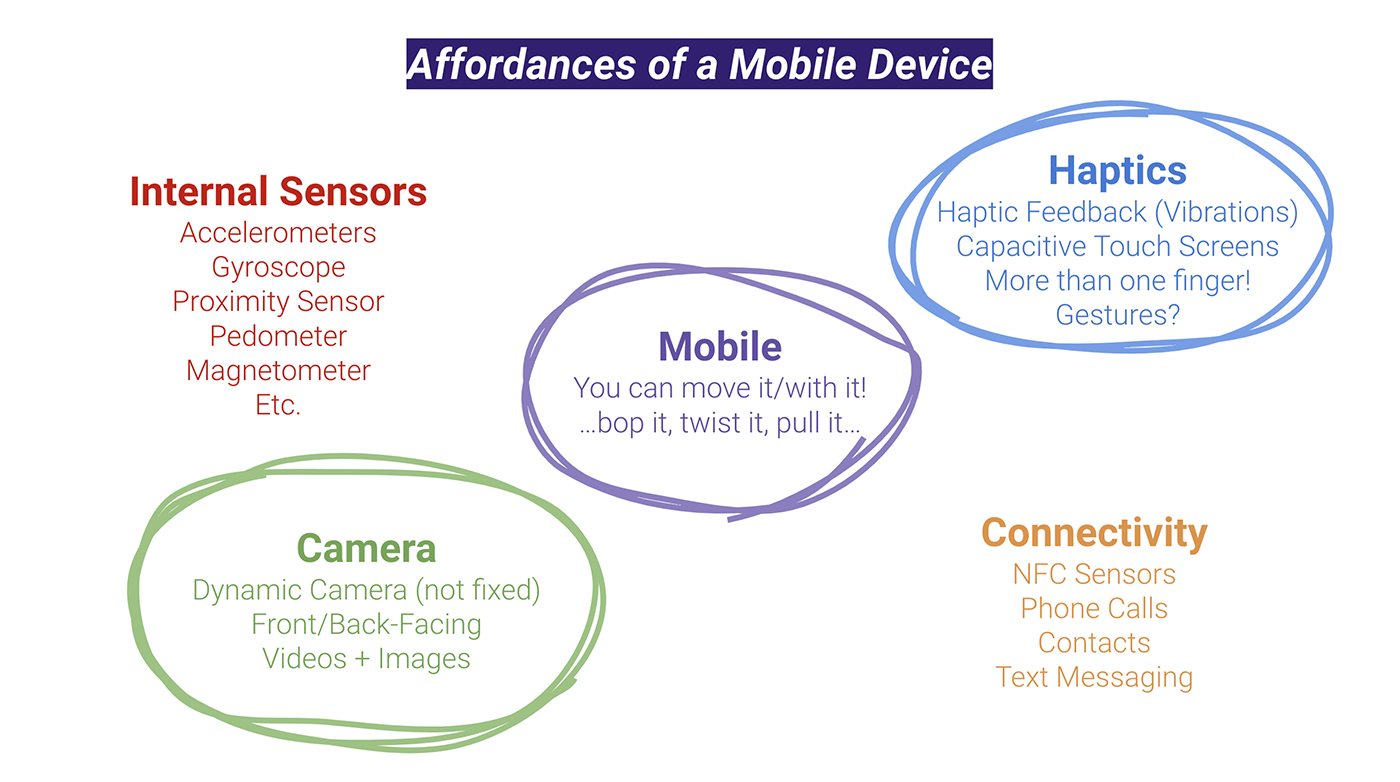 Affordances of a Mobile Device
Internal Sensors
Accelerometers
Gyroscope
Proximity Sensor
Pedometer
Magnetometer
Etc.
Haptics
Haptic Feedback (Vibrations)
Capacitive Touch Screens
More than one finger!
Gestures?
Mobile
You can move it/with it!
...bop it, twist it, pull it...
Camera
Dynamic Camera (not fixed)
Front/Back-Facing
Videos + Images
Connectivity
NFC Sensors
Phone Calls
Contacts
Text Messaging